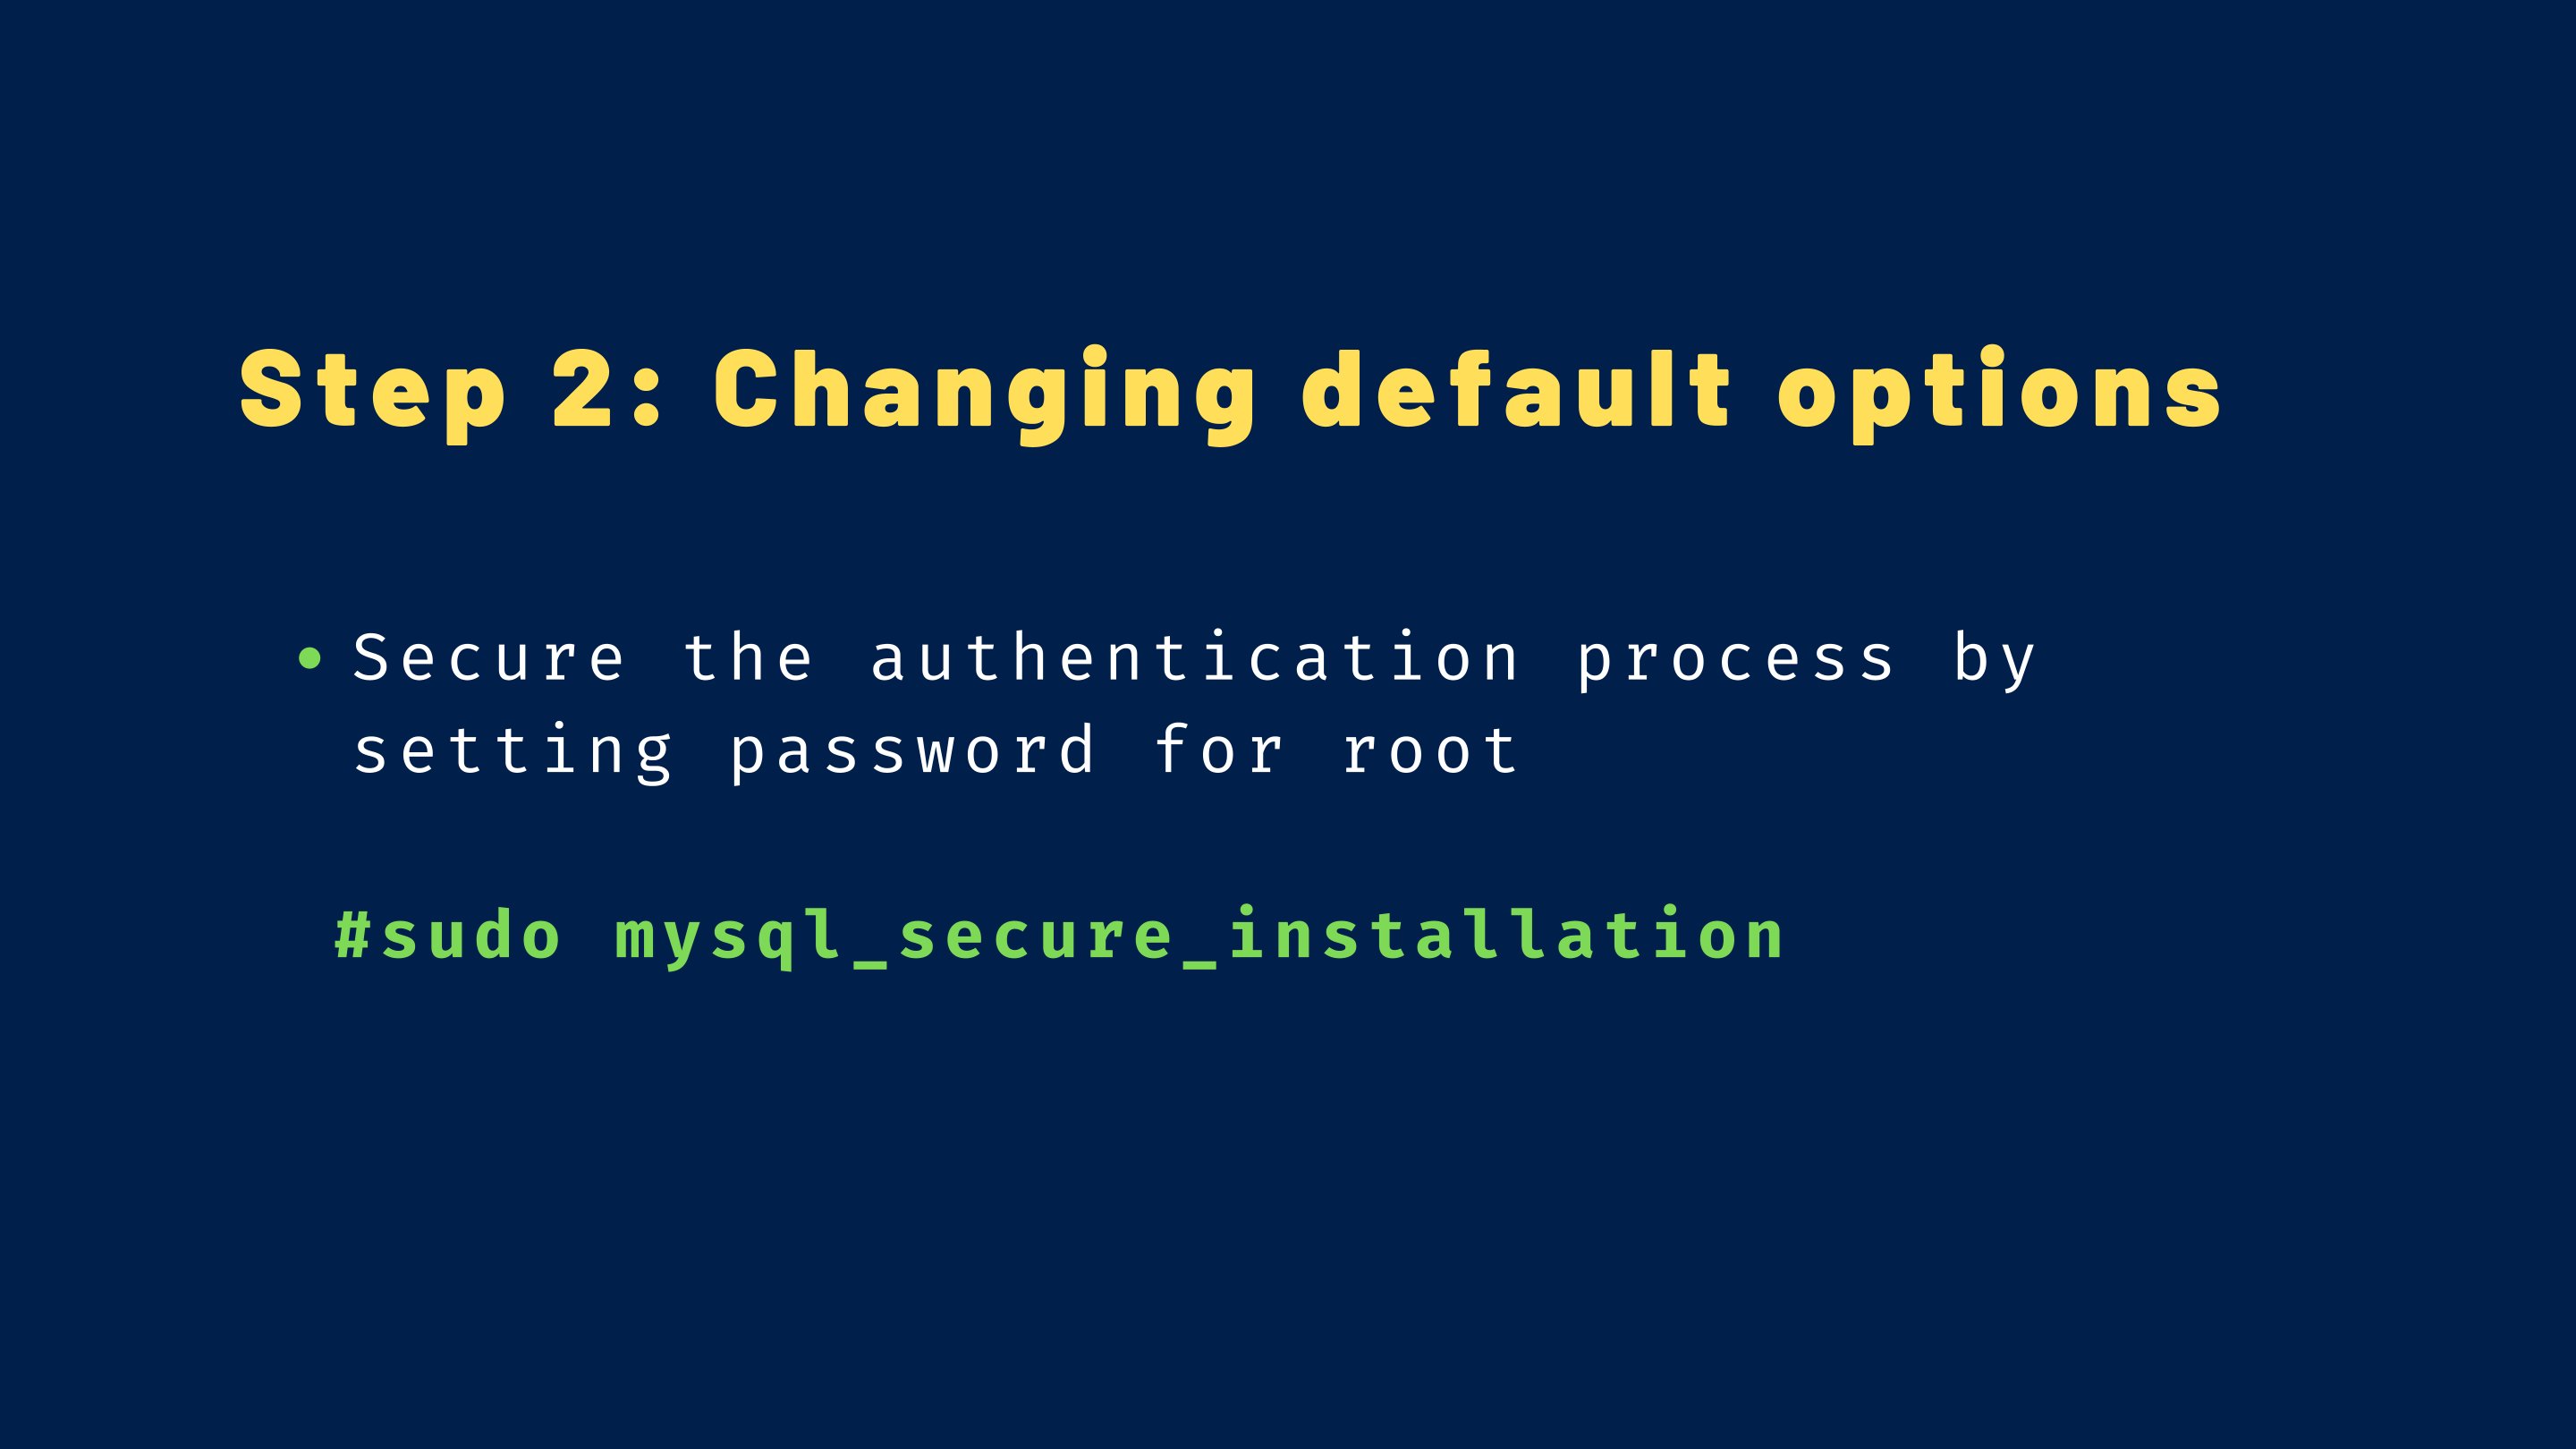 Step 2: Changing default options
• Secure the authentication process by
setting password for root
#sudo mysql_secure_installation